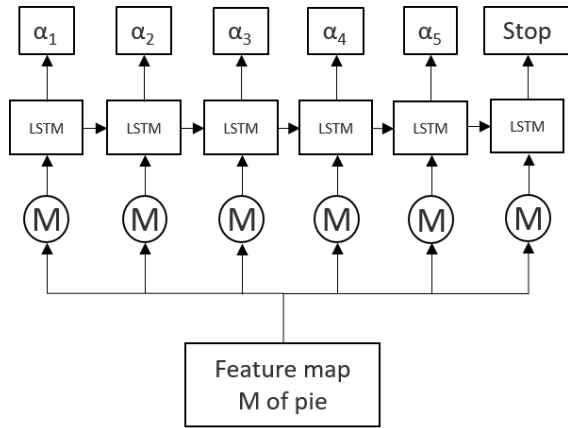 α₁ α₂ α₃ α₄ α₅ Stop
LSTM LSTM LSTM LSTM LSTM LSTM
M M M M M M
Feature map
M of pie